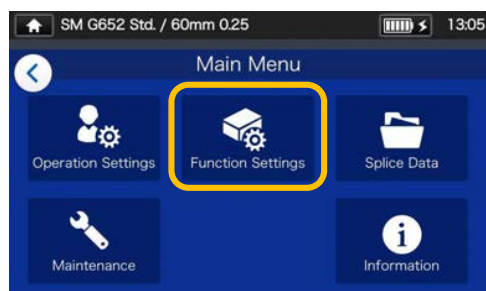 SM G652 Std. / 60mm 0.25 13:05
Main Menu
Operation Settings Function Settings Splice Data
Maintenance Information